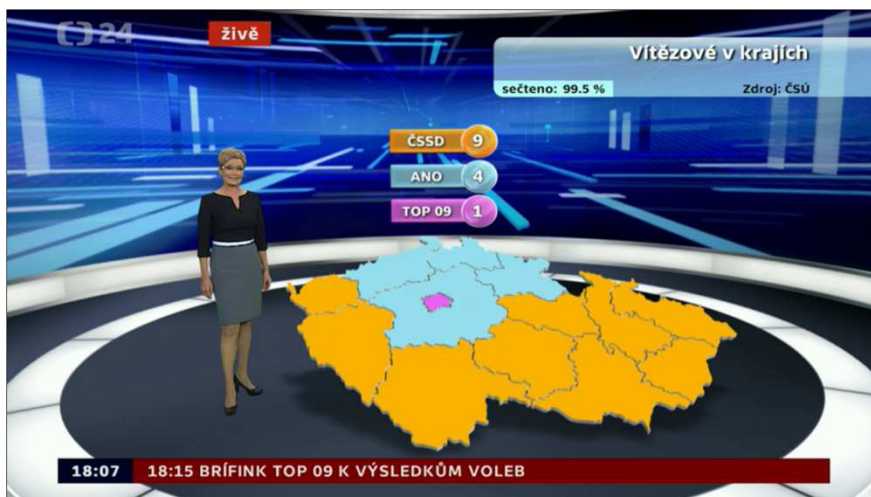 24
živě
Vítězové v krajích
sečteno: 99.5 %
Zdroj: ČSÚ
ČSSD 9
ANO 4
TOP 09 1
18:07 18:15 BRÍFINK TOP 09 K VÝSLEDKŮM VOLEB